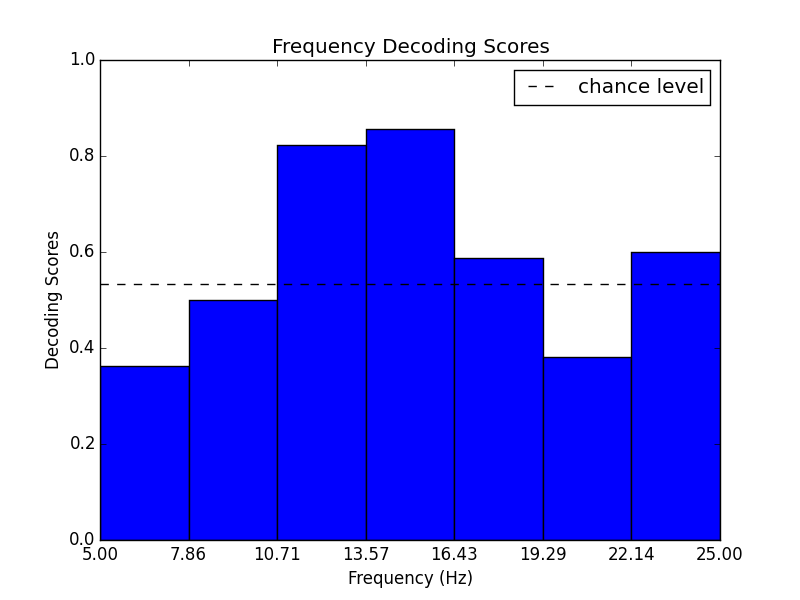 Frequency Decoding Scores
chance level
1.0
0.8
0.6
0.4
0.2
0.0
Decoding Scores
5.00 7.86 10.71 13.57 16.43 19.29 22.14 25.00
Frequency (Hz)